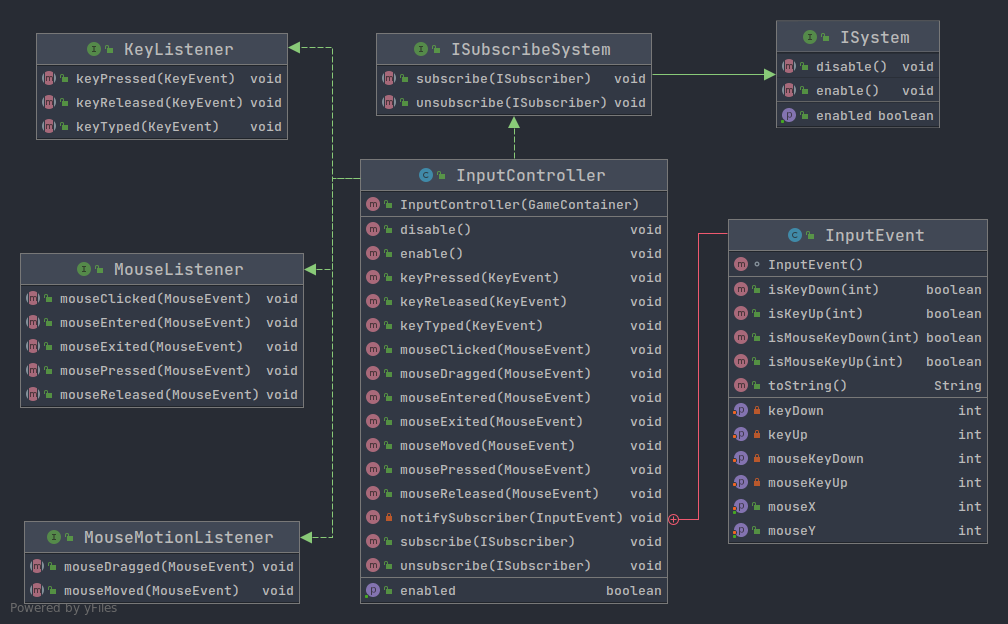 KeyListener
keyPressed(KeyEvent) void
keyReleased(KeyEvent) void
keyTyped(KeyEvent) void
ISubscribeSystem
subscribe(ISubscriber) void
unsubscribe(ISubscriber) void
ISystem
disable() void
enable() void
enabled boolean
MouseListener
mouseClicked(MouseEvent) void
mouseEntered(MouseEvent) void
mouseExited(MouseEvent) void
mousePressed(MouseEvent) void
mouseReleased(MouseEvent) void
InputController
InputController(GameContainer)
disable() void
enable() void
keyPressed(KeyEvent) void
keyReleased(KeyEvent) void
keyTyped(KeyEvent) void
mouseClicked(MouseEvent) void
mouseDragged(MouseEvent) void
mouseEntered(MouseEvent) void
mouseExited(MouseEvent) void
mouseMoved(MouseEvent) void
mousePressed(MouseEvent) void
mouseReleased(MouseEvent) void
notifySubscriber(InputEvent) void
subscribe(ISubscriber) void
unsubscribe(ISubscriber) void
enabled boolean
InputEvent
InputEvent()
isKeyDown(int) boolean
isKeyUp(int) boolean
isMouseKeyDown(int) boolean
isMouseKeyUp(int) boolean
toString() String
keyDown int
keyUp int
mouseKeyDown int
mouseKeyUp int
mouseX int
mouseY int
MouseMotionListener
mouseDragged(MouseEvent) void
mouseMoved(MouseEvent) void
Powered by yFiles